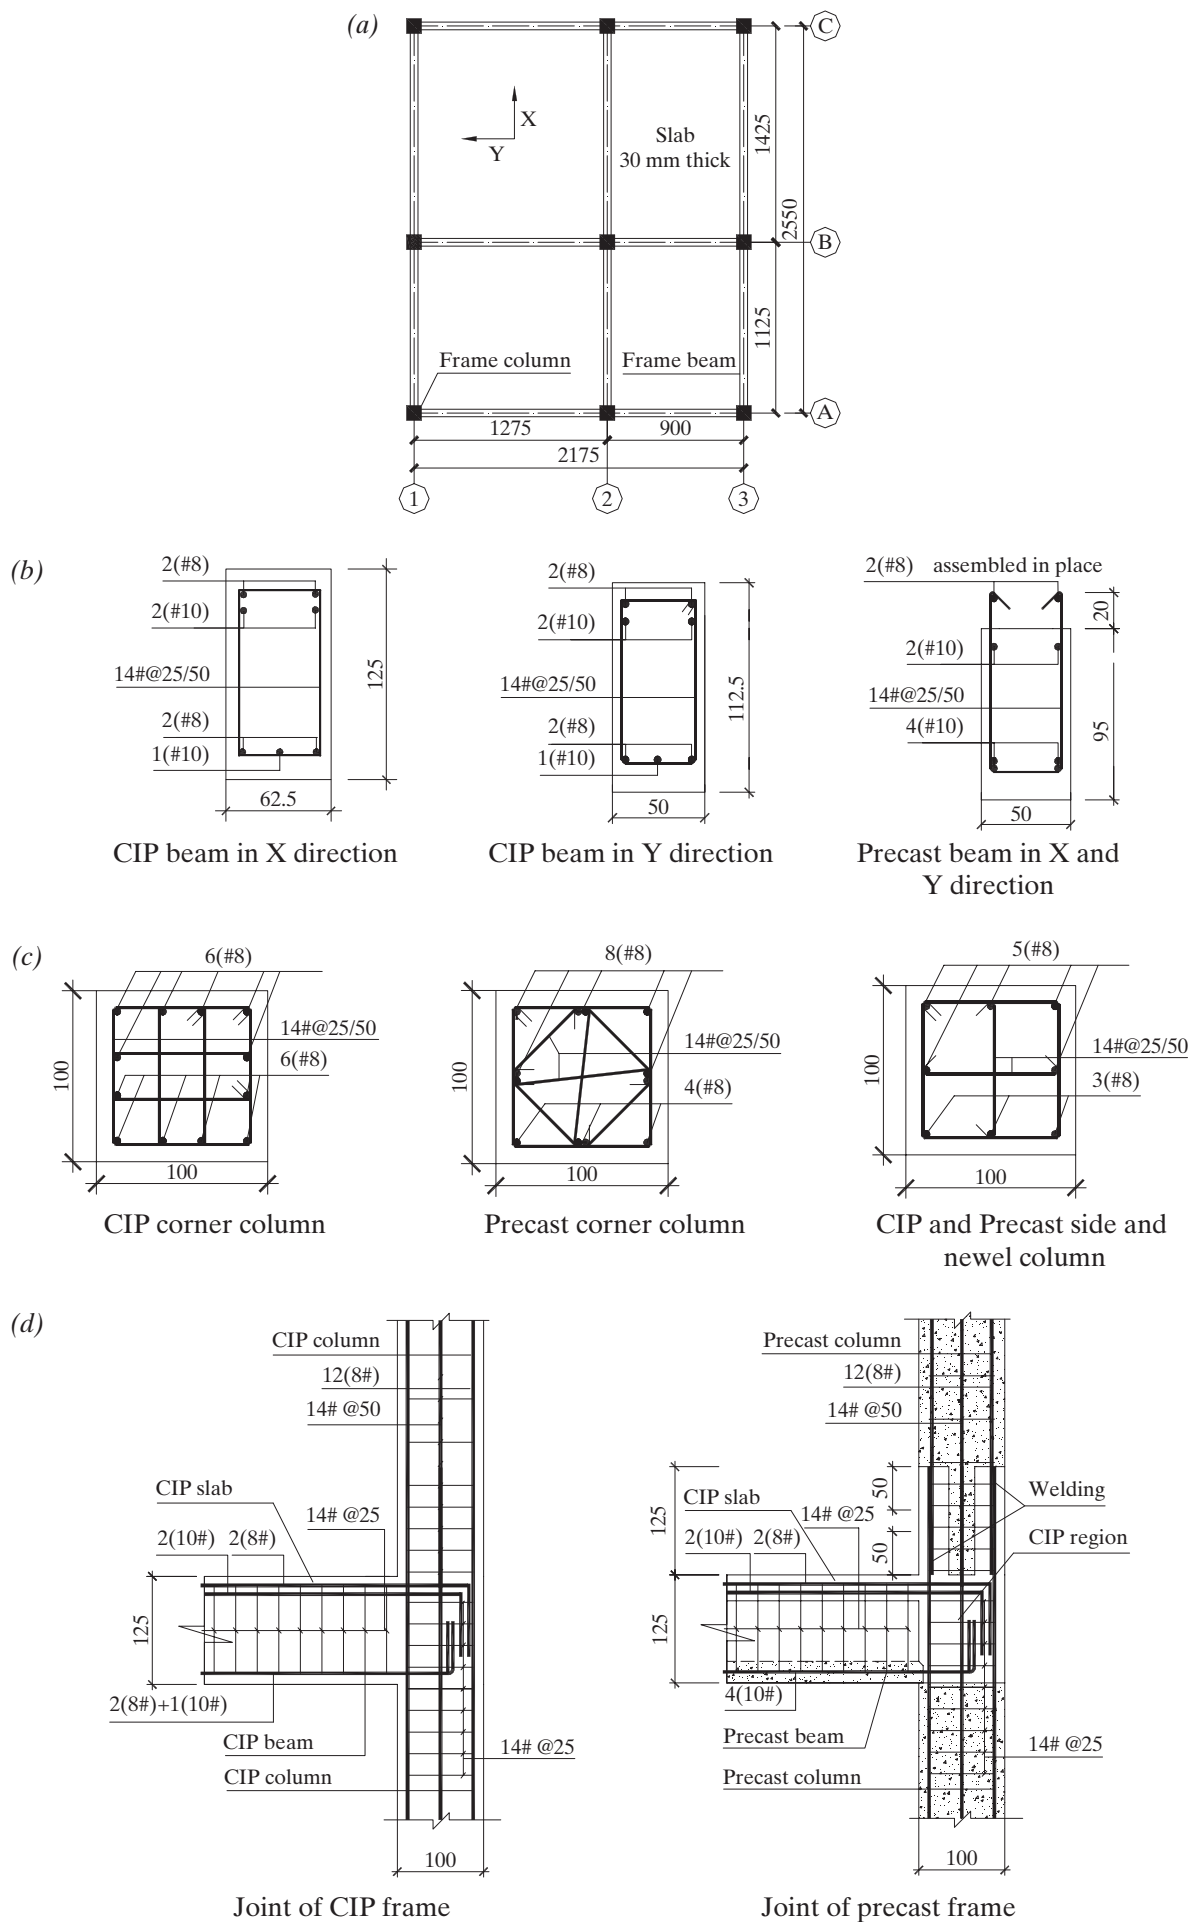 (a)
C
X
Y
Slab
30 mm thick
1425
2550
B
1125
Frame column
Frame beam
A
1275
900
2175
1
2
3
(b)
2(#8)
2(#10)
14#@25/50
2(#8)
1(#10)
125
62.5
CIP beam in X direction
2(#8)
2(#10)
14#@25/50
2(#8)
1(#10)
112.5
50
CIP beam in Y direction
2(#8) assembled in place
20
2(#10)
14#@25/50
4(#10)
95
50
Precast beam in X and
Y direction
(c)
6(#8)
14#@25/50
6(#8)
100
100
CIP corner column
8(#8)
14#@25/50
4(#8)
100
100
Precast corner column
5(#8)
14#@25/50
3(#8)
100
100
CIP and Precast side and
newel column
(d)
CIP column
12(8#)
14# @50
CIP slab
14# @25
2(10#)
2(8#)
125
2(8#)+1(10#)
CIP beam
14# @25
CIP column
100
Joint of CIP frame
Precast column
12(8#)
14# @50
50
Welding
CIP slab
125
14# @25
CIP region
2(10#)
2(8#)
50
125
4(10#)
Precast beam
14# @25
Precast column
100
Joint of precast frame